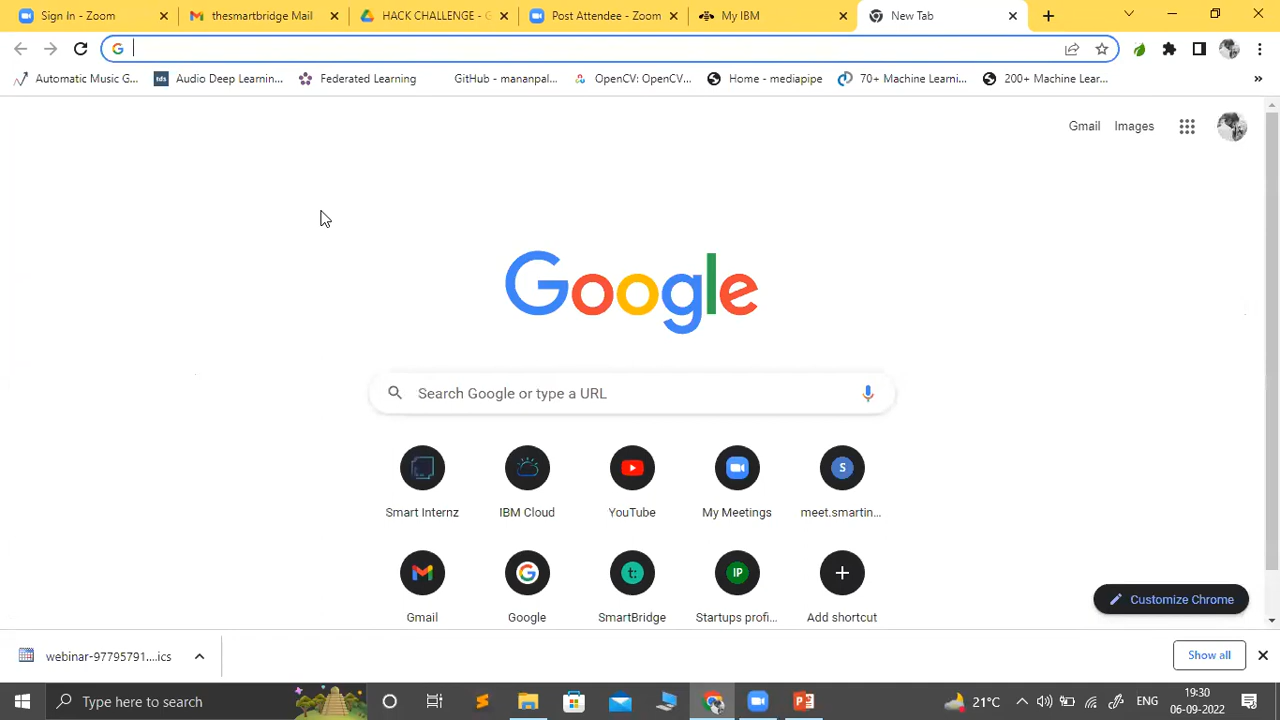 Sign In - Zoom
thesmartbridge Mail
HACK CHALLENGE - G
Post Attendee - Zoom
My IBM
New Tab
Automatic Music G...
tds Audio Deep Learnin...
Federated Learning
GitHub - mananpal...
OpenCV: OpenCV...
Home - mediapipe
70+ Machine Learni...
200+ Machine Lear...
»
Gmail Images
Google
Search Google or type a URL
S
Smart Internz
IBM Cloud
YouTube
My Meetings
meet.smartin...
t:
IP
Gmail
Google
SmartBridge
Startups profi...
Add shortcut
Customize Chrome
webinar-97795791....ics
Show all
Type here to search
21°C
ENG
19:30
06-09-2022